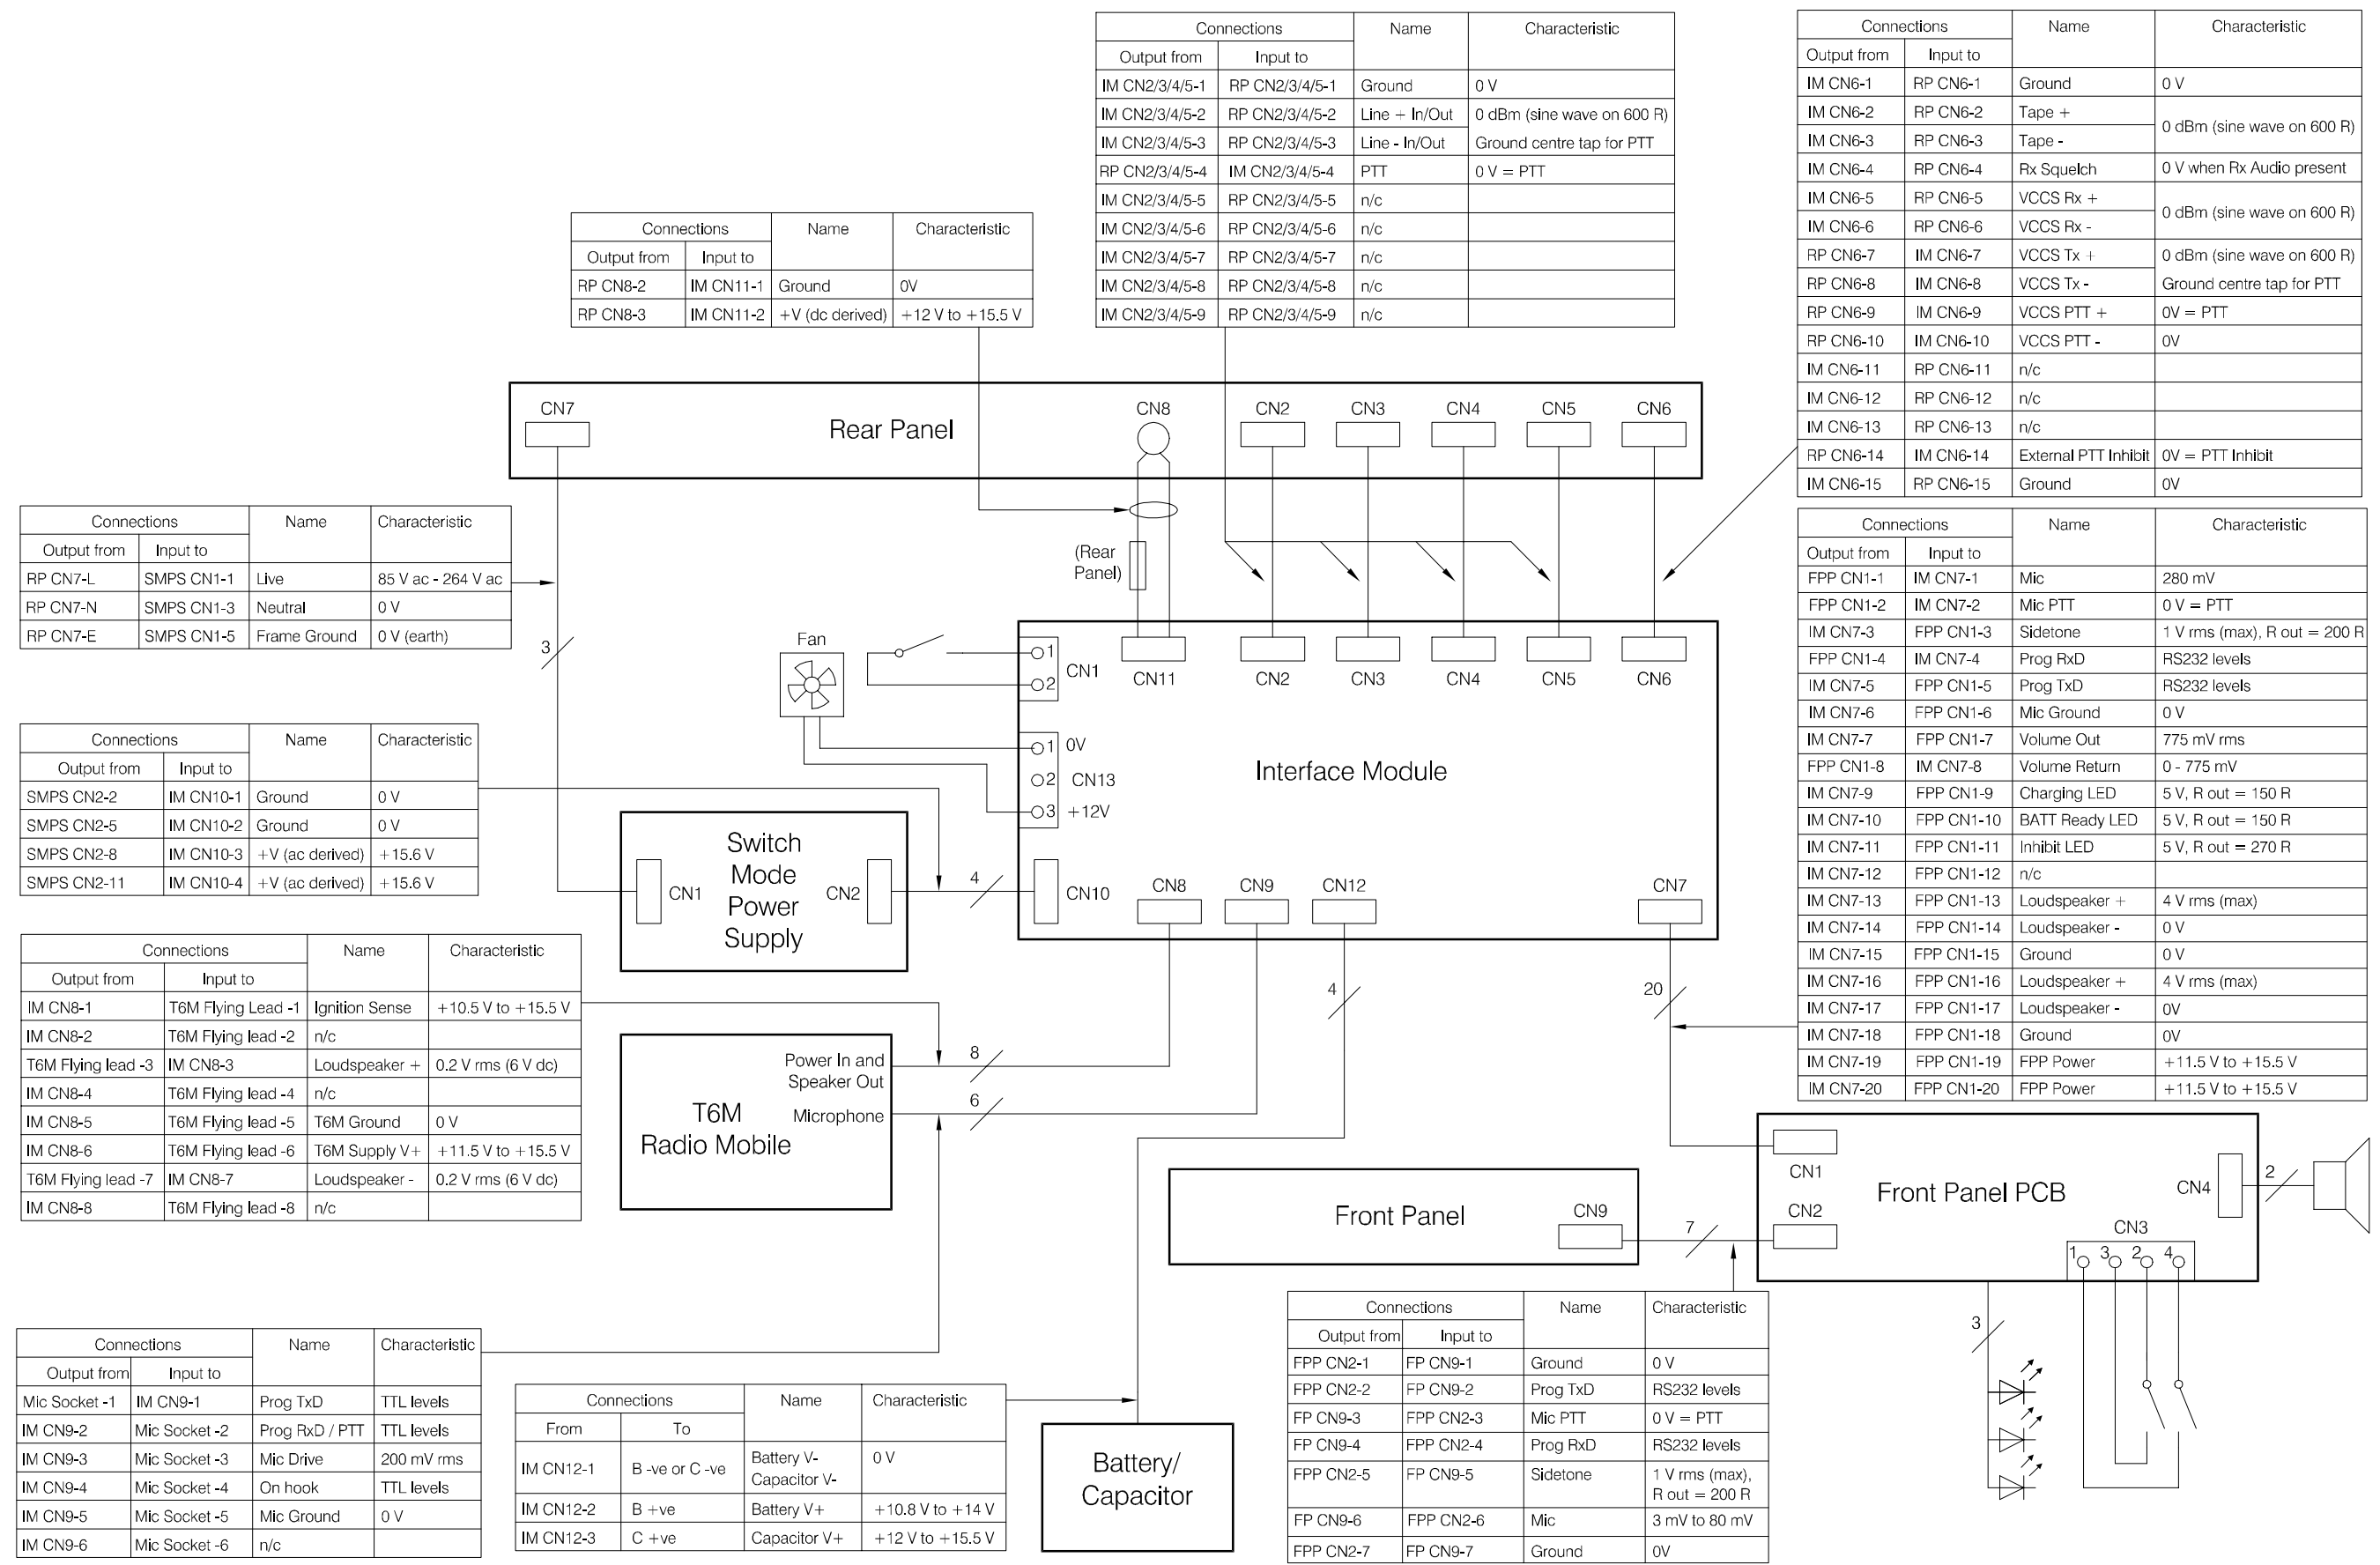 Connections Name Characteristic
Output from Input to
IM CN2/3/4/5-1 RP CN2/3/4/5-1 Ground 0 V
IM CN2/3/4/5-2 RP CN2/3/4/5-2 Line + In/Out 0 dBm (sine wave on 600 R)
IM CN2/3/4/5-3 RP CN2/3/4/5-3 Line - In/Out Ground centre tap for PTT
RP CN2/3/4/5-4 IM CN2/3/4/5-4 PTT 0 V = PTT
IM CN2/3/4/5-5 RP CN2/3/4/5-5 n/c
IM CN2/3/4/5-6 RP CN2/3/4/5-6 n/c
IM CN2/3/4/5-7 RP CN2/3/4/5-7 n/c
IM CN2/3/4/5-8 RP CN2/3/4/5-8 n/c
IM CN2/3/4/5-9 RP CN2/3/4/5-9 n/c
Connections Name Characteristic
Output from Input to
IM CN6-1 RP CN6-1 Ground 0 V
IM CN6-2 RP CN6-2 Tape +
0 dBm (sine wave on 600 R)
IM CN6-3 RP CN6-3 Tape -
IM CN6-4 RP CN6-4 Rx Squelch 0 V when Rx Audio present
IM CN6-5 RP CN6-5 VCCS Rx +
0 dBm (sine wave on 600 R)
IM CN6-6 RP CN6-6 VCCS Rx -
RP CN6-7 IM CN6-7 VCCS Tx + 0 dBm (sine wave on 600 R)
RP CN6-8 IM CN6-8 VCCS Tx - Ground centre tap for PTT
RP CN6-9 IM CN6-9 VCCS PTT + 0V = PTT
RP CN6-10 IM CN6-10 VCCS PTT - 0V
IM CN6-11 RP CN6-11 n/c
IM CN6-12 RP CN6-12 n/c
IM CN6-13 RP CN6-13 n/c
RP CN6-14 IM CN6-14 External PTT Inhibit 0V = PTT Inhibit
IM CN6-15 RP CN6-15 Ground 0V
Connections Name Characteristic
Output from Input to
RP CN8-2 IM CN11-1 Ground 0V
RP CN8-3 IM CN11-2 +V (dc derived) +12 V to +15.5 V
CN7 CN8 CN2 CN3 CN4 CN5 CN6
Rear Panel
Connections Name Characteristic
Output from Input to
RP CN7-L SMPS CN1-1 Live 85 V ac - 264 V ac
RP CN7-N SMPS CN1-3 Neutral 0 V
RP CN7-E SMPS CN1-5 Frame Ground 0 V (earth)
3
(Rear
Panel)
Connections Name Characteristic
Output from Input to
FPP CN1-1 IM CN7-1 Mic 280 mV
FPP CN1-2 IM CN7-2 Mic PTT 0 V = PTT
IM CN7-3 FPP CN1-3 Sidetone 1 V rms (max), R out = 200 R
FPP CN1-4 IM CN7-4 Prog RxD RS232 levels
IM CN7-5 FPP CN1-5 Prog TxD RS232 levels
IM CN7-6 FPP CN1-6 Mic Ground 0 V
IM CN7-7 FPP CN1-7 Volume Out 775 mV rms
FPP CN1-8 IM CN7-8 Volume Return 0 - 775 mV
IM CN7-9 FPP CN1-9 Charging LED 5 V, R out = 150 R
IM CN7-10 FPP CN1-10 BATT Ready LED 5 V, R out = 150 R
IM CN7-11 FPP CN1-11 Inhibit LED 5 V, R out = 270 R
IM CN7-12 FPP CN1-12 n/c
IM CN7-13 FPP CN1-13 Loudspeaker + 4 V rms (max)
IM CN7-14 FPP CN1-14 Loudspeaker - 0 V
IM CN7-15 FPP CN1-15 Ground 0 V
IM CN7-16 FPP CN1-16 Loudspeaker + 4 V rms (max)
IM CN7-17 FPP CN1-17 Loudspeaker - 0V
IM CN7-18 FPP CN1-18 Ground 0V
IM CN7-19 FPP CN1-19 FPP Power +11.5 V to +15.5 V
IM CN7-20 FPP CN1-20 FPP Power +11.5 V to +15.5 V
Fan
1
2
CN1
CN11 CN2 CN3 CN4 CN5 CN6
1 0V
2 CN13
3 +12V
Interface Module
CN10
CN8 CN9 CN12 CN7
Connections Name Characteristic
Output from Input to
SMPS CN2-2 IM CN10-1 Ground 0 V
SMPS CN2-5 IM CN10-2 Ground 0 V
SMPS CN2-8 IM CN10-3 +V (ac derived) +15.6 V
SMPS CN2-11 IM CN10-4 +V (ac derived) +15.6 V
Switch
Mode
Power
Supply
CN1 CN2
4
Connections Name Characteristic
Output from Input to
IM CN8-1 T6M Flying Lead -1 Ignition Sense +10.5 V to +15.5 V
IM CN8-2 T6M Flying lead -2 n/c
T6M Flying lead -3 IM CN8-3 Loudspeaker + 0.2 V rms (6 V dc)
IM CN8-4 T6M Flying lead -4 n/c
IM CN8-5 T6M Flying lead -5 T6M Ground 0 V
IM CN8-6 T6M Flying lead -6 T6M Supply V+ +11.5 V to +15.5 V
T6M Flying lead -7 IM CN8-7 Loudspeaker - 0.2 V rms (6 V dc)
IM CN8-8 T6M Flying lead -8 n/c
Power In and
Speaker Out
Microphone
T6M
Radio Mobile
8
6
4
20
Front Panel
CN9
7
CN1
CN2
Front Panel PCB
CN4
2
CN3
1 3 2 4
3
Connections Name Characteristic
Output from Input to
Mic Socket -1 IM CN9-1 Prog TxD TTL levels
IM CN9-2 Mic Socket -2 Prog RxD / PTT TTL levels
IM CN9-3 Mic Socket -3 Mic Drive 200 mV rms
IM CN9-4 Mic Socket -4 On hook TTL levels
IM CN9-5 Mic Socket -5 Mic Ground 0 V
IM CN9-6 Mic Socket -6 n/c
Connections Name Characteristic
From To
IM CN12-1 B -ve or C -ve Battery V- 0 V
Capacitor V-
IM CN12-2 B +ve Battery V+ +10.8 V to +14 V
IM CN12-3 C +ve Capacitor V+ +12 V to +15.5 V
Battery/
Capacitor
Connections Name Characteristic
Output from Input to
FPP CN2-1 FP CN9-1 Ground 0 V
FPP CN2-2 FP CN9-2 Prog TxD RS232 levels
FP CN9-3 FPP CN2-3 Mic PTT 0 V = PTT
FP CN9-4 FPP CN2-4 Prog RxD RS232 levels
FPP CN2-5 FP CN9-5 Sidetone 1 V rms (max),
R out = 200 R
FP CN9-6 FPP CN2-6 Mic 3 mV to 80 mV
FPP CN2-7 FP CN9-7 Ground 0V